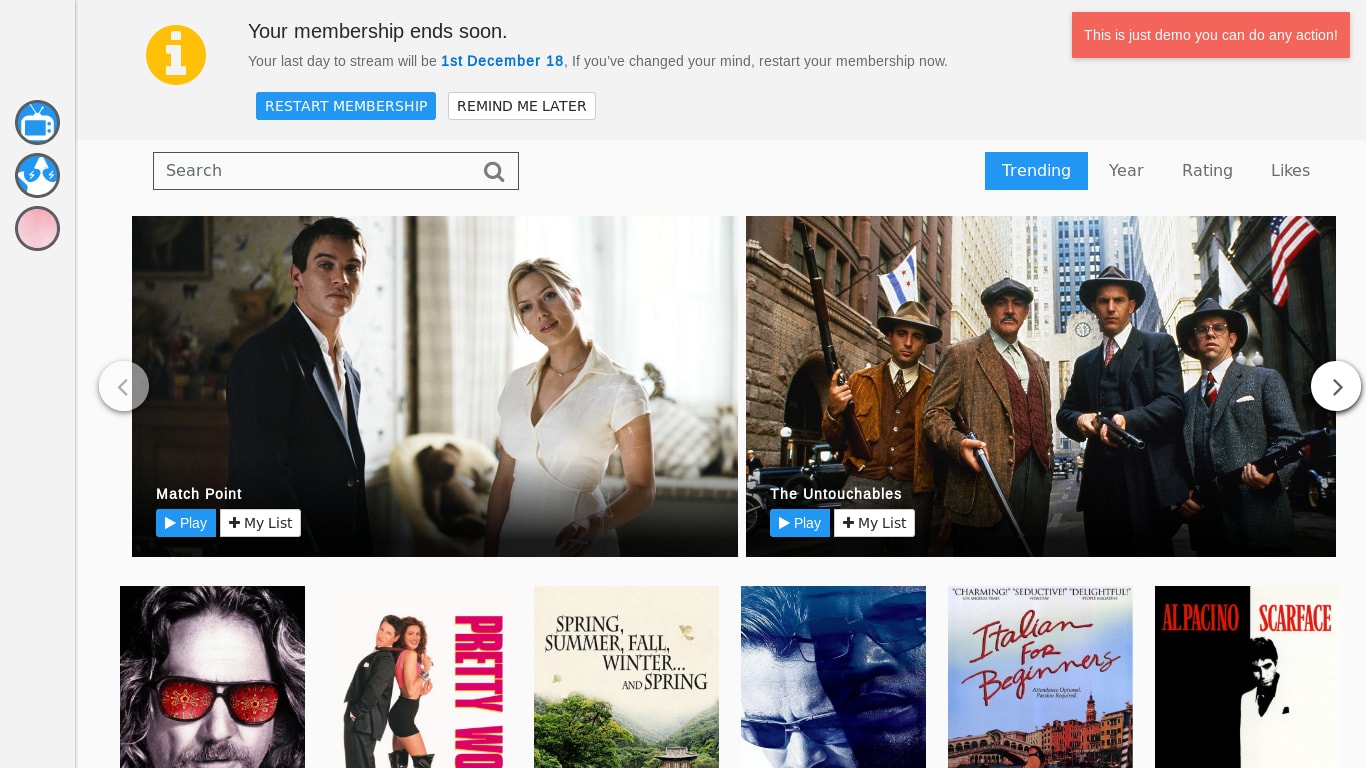 Your membership ends soon.
Your last day to stream will be 1st December 18, If you've changed your mind, restart your membership now.
This is just demo you can do any action!
RESTART MEMBERSHIP
REMIND ME LATER
Search
Trending
Year
Rating
Likes
Match Point
Play
My List
The Untouchables
Play
My List
PRETTY WO
SPRING,
SUMMER, FALL,
WINTER...
AND SPRING
"CHARMING!" "SEDUCTIVE!" "DELIGHTFUL!"
Italian
FOR
Beginners
Attendance Optional.
Passion Required.
AL PACINO
SCARFACE